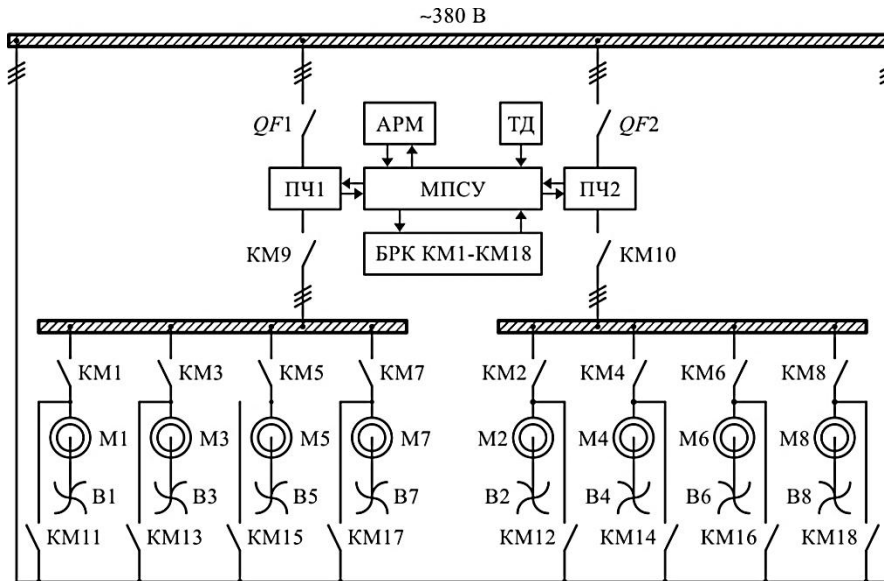 ~380 В
QF1 АРМ ТД QF2
ПЧ1 МПСУ ПЧ2
КМ9 БРК КМ1-КМ18 КМ10
КМ1 КМ3 КМ5 КМ7 КМ2 КМ4 КМ6 КМ8
М1 М3 М5 М7 М2 М4 М6 М8
В1 В3 В5 В7 В2 В4 В6 В8
КМ11 КМ13 КМ15 КМ17 КМ12 КМ14 КМ16 КМ18